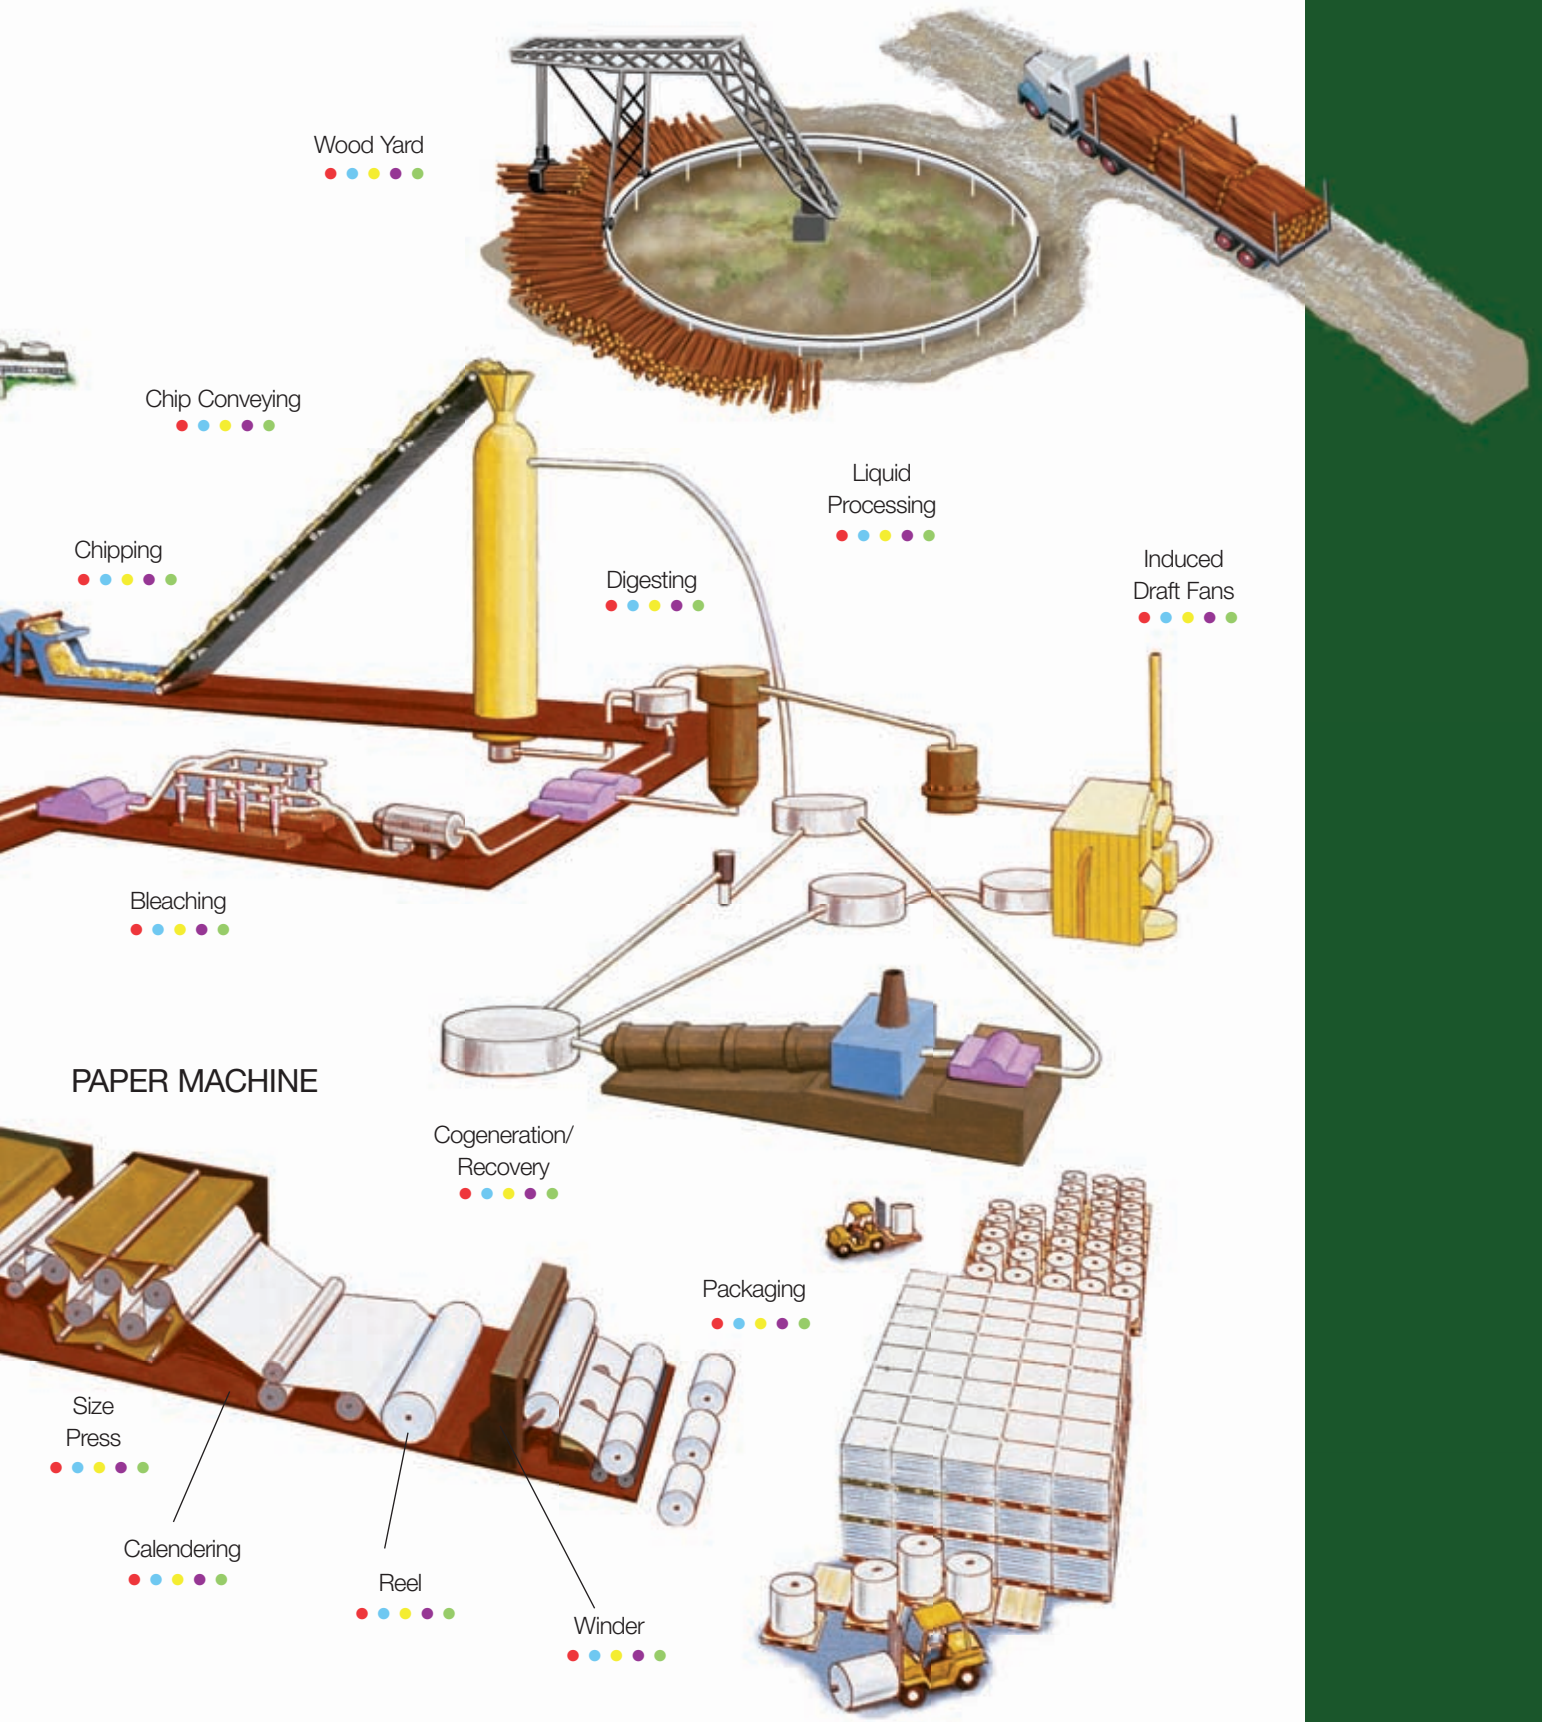 Wood Yard
Chip Conveying
Liquid
Processing
Chipping
Digesting
Induced
Draft Fans
Bleaching
PAPER MACHINE
Cogeneration/
Recovery
Packaging
Size
Press
Calendering
Reel
Winder